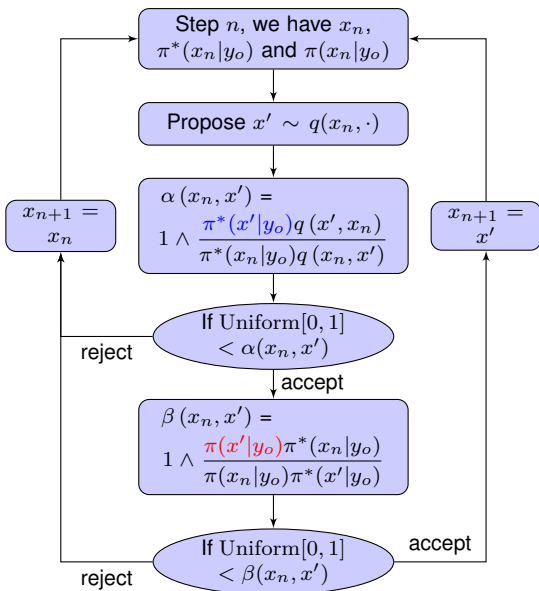 Step n, we have x_n,
π*(x_n|y_o) and π(x_n|y_o)
Propose x′ ∼ q(x_n, ·)
α (x_n, x′) =
1 ∧ π*(x′|y_o)q (x′, x_n)
π*(x_n|y_o)q (x_n, x′)
x_{n+1} =
x_n
x_{n+1} =
x′
If Uniform[0, 1]
< α(x_n, x′)
reject
accept
β (x_n, x′) =
1 ∧ π(x′|y_o)π*(x_n|y_o)
π(x_n|y_o)π*(x′|y_o)
If Uniform[0, 1]
< β(x_n, x′)
reject
accept